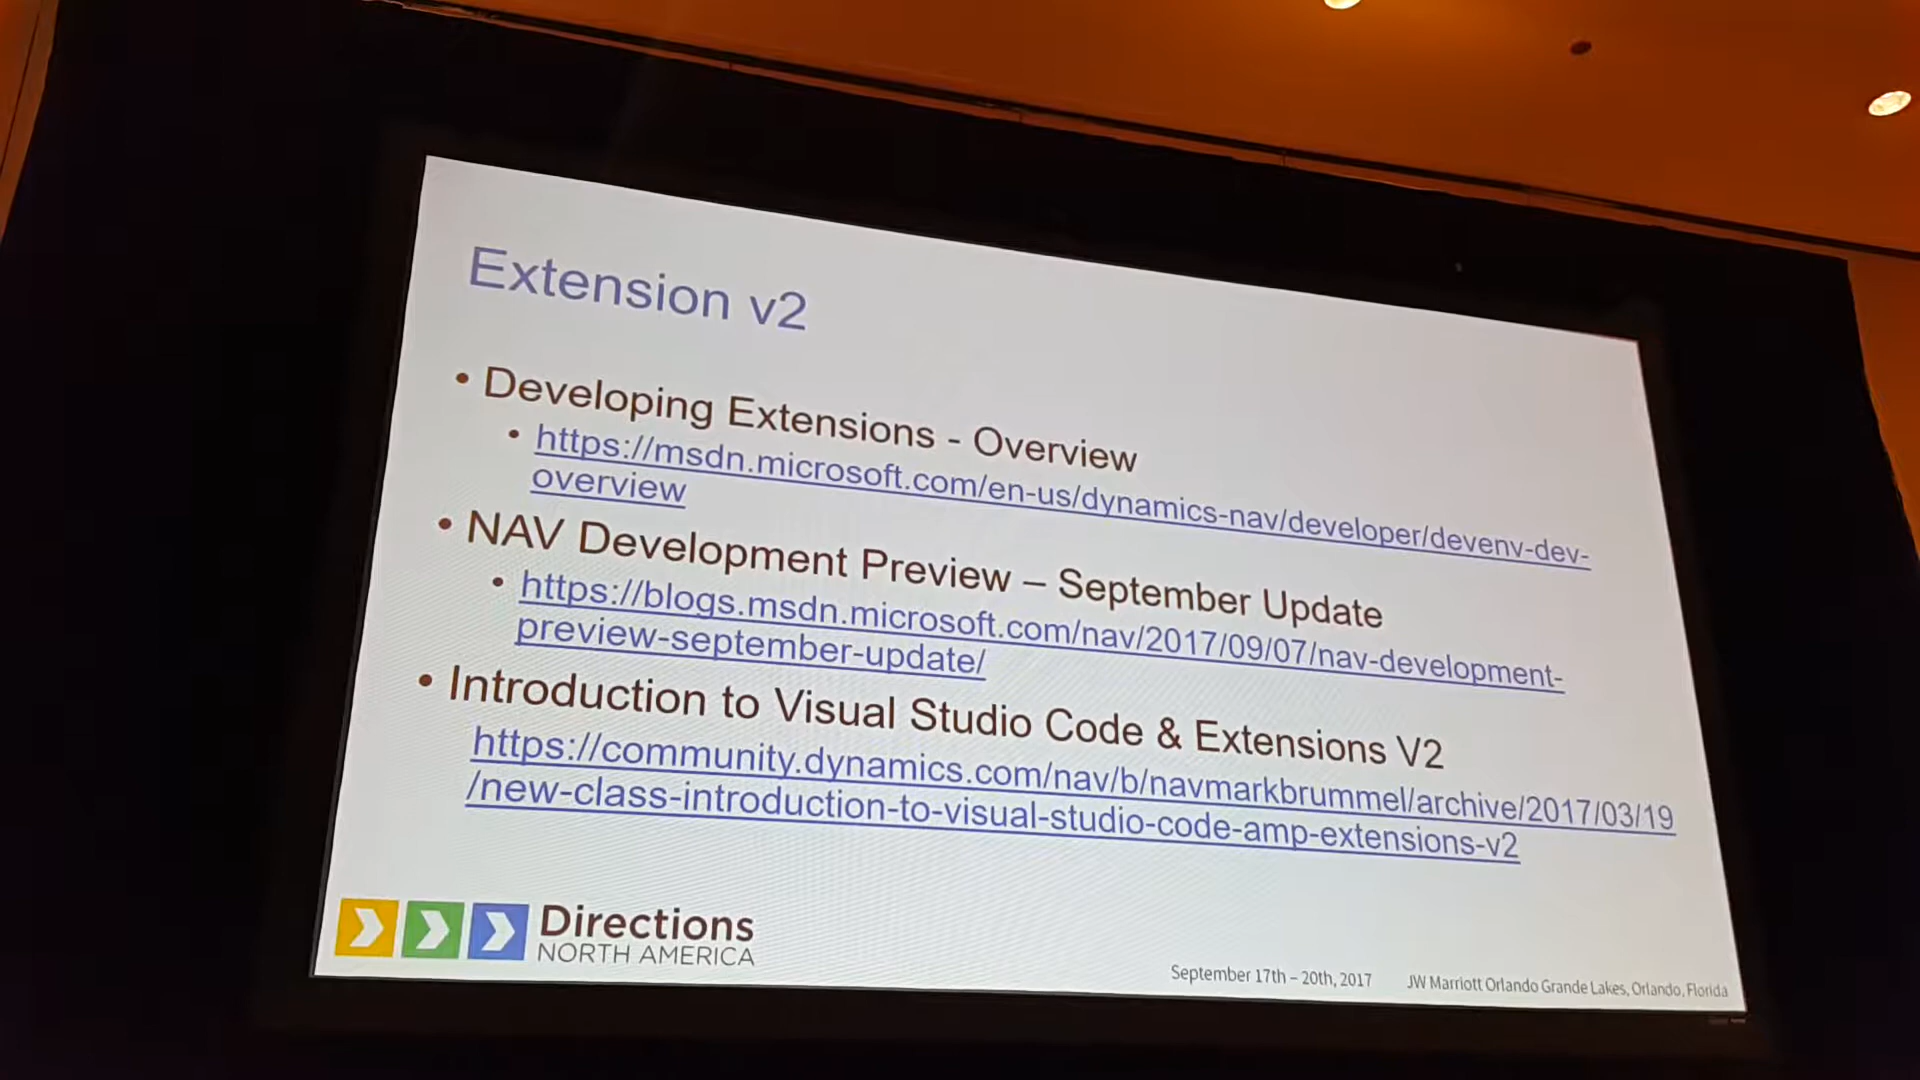 Extension v2
• Developing Extensions - Overview
• https://msdn.microsoft.com/en-us/dynamics-nav/developer/devenv-dev-
overview
• NAV Development Preview – September Update
• https://blogs.msdn.microsoft.com/nav/2017/09/07/nav-development-
preview-september-update/
• Introduction to Visual Studio Code & Extensions V2
https://community.dynamics.com/nav/b/navmarkbrummel/archive/2017/03/19
/new-class-introduction-to-visual-studio-code-amp-extensions-v2
Directions
NORTH AMERICA
September 17th – 20th, 2017 JW Marriott Orlando Grande Lakes, Orlando, Florida